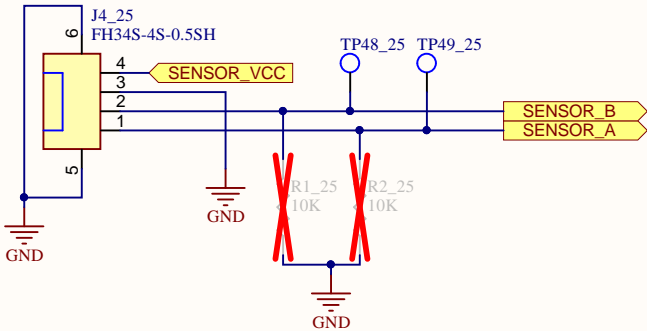 J4_25
FH34S-4S-0.5SH
6
4
3
2
1
5
SENSOR_VCC
TP48_25
TP49_25
SENSOR_B
SENSOR_A
R1_25
10K
R2_25
10K
GND
GND
GND